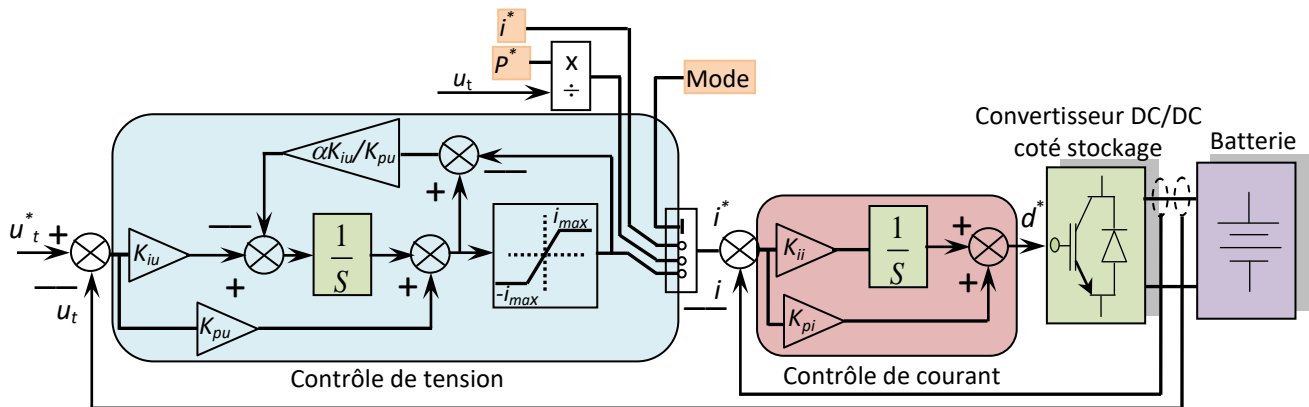 i*
P*
x
÷
u_t
Mode
Convertisseur DC/DC
coté stockage
Batterie
αK_iu/K_pu
—
+
—
u*_t
+
—
u_t
K_iu
+
1
S
+
+
i_max
-i_max
K_pu
i*
i
—
K_ii
1
S
+
+
K_pi
d*
Contrôle de tension
Contrôle de courant